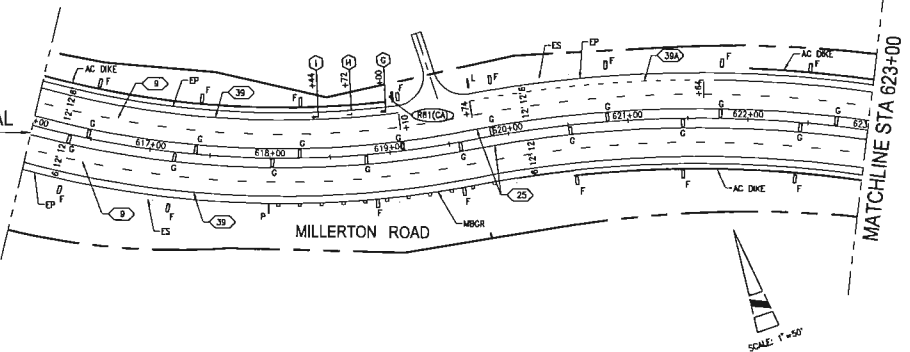 AC DIKE
F
9
EP
F
39
F
I
+44
H
+72
G
+00
F
R81(CA)
+10
+74
L
F
ES
EP
F
39A
+64
F
AC DIKE
F
MATCHLINE STA 623+00
AL
+00
12' 12' 8'
12' 12' 8'
G
617+00
G
G
618+00
G
G
619+00
G
G
620+00
G
G
621+00
G
622+00
G
G
623
6' 12' 12'
6' 12' 12'
EP
F
9
ES
F
39
P
F
MBGR
F
25
F
F
AC DIKE
F
MILLERTON ROAD
SCALE: 1"=50'